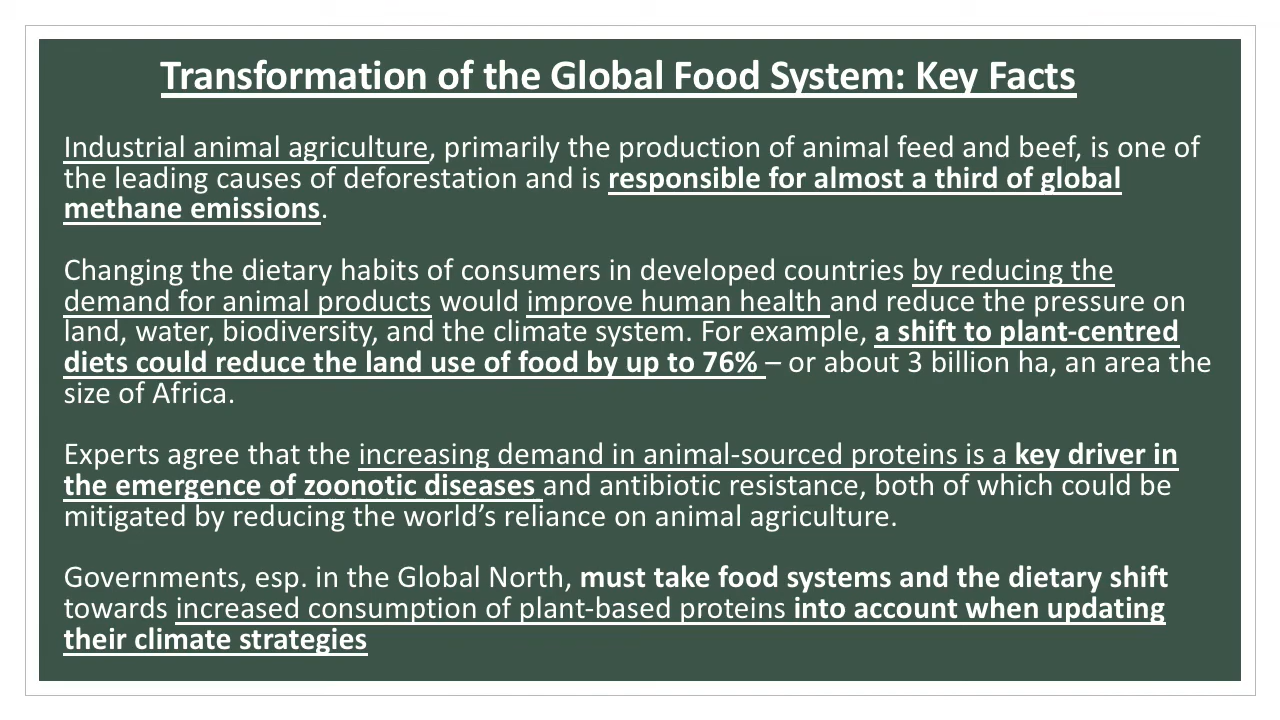 Transformation of the Global Food System: Key Facts
Industrial animal agriculture, primarily the production of animal feed and beef, is one of
the leading causes of deforestation and is responsible for almost a third of global
methane emissions.
Changing the dietary habits of consumers in developed countries by reducing the
demand for animal products would improve human health and reduce the pressure on
land, water, biodiversity, and the climate system. For example, a shift to plant-centred
diets could reduce the land use of food by up to 76% – or about 3 billion ha, an area the
size of Africa.
Experts agree that the increasing demand in animal-sourced proteins is a key driver in
the emergence of zoonotic diseases and antibiotic resistance, both of which could be
mitigated by reducing the world’s reliance on animal agriculture.
Governments, esp. in the Global North, must take food systems and the dietary shift
towards increased consumption of plant-based proteins into account when updating
their climate strategies